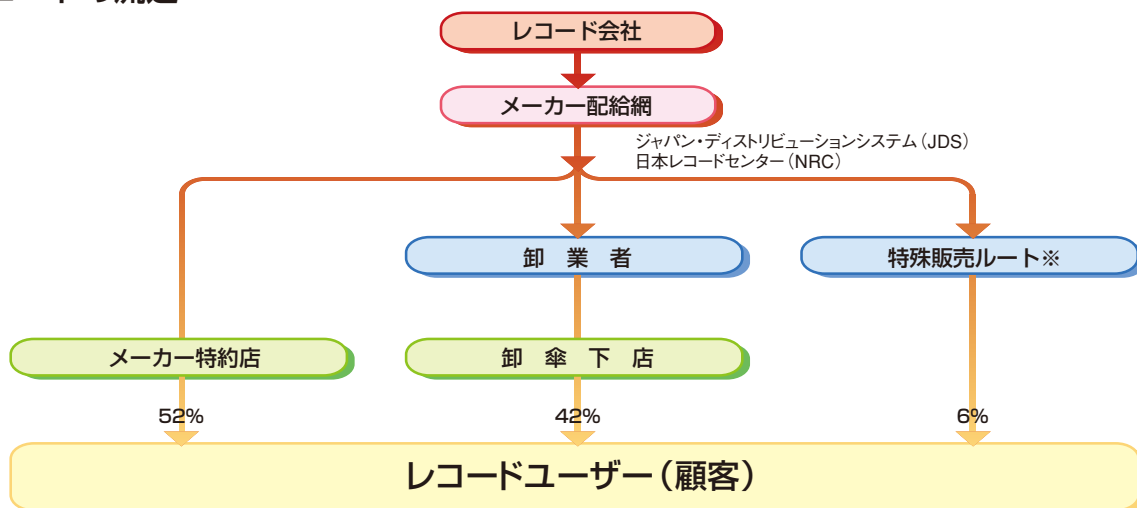 レコード会社
メーカー配給網
ジャパン・ディストリビューションシステム（JDS）
日本レコードセンター（NRC）
卸　業　者
特殊販売ルート※
メーカー特約店
卸　傘　下　店
52%
42%
6%
レコードユーザー（顧客）